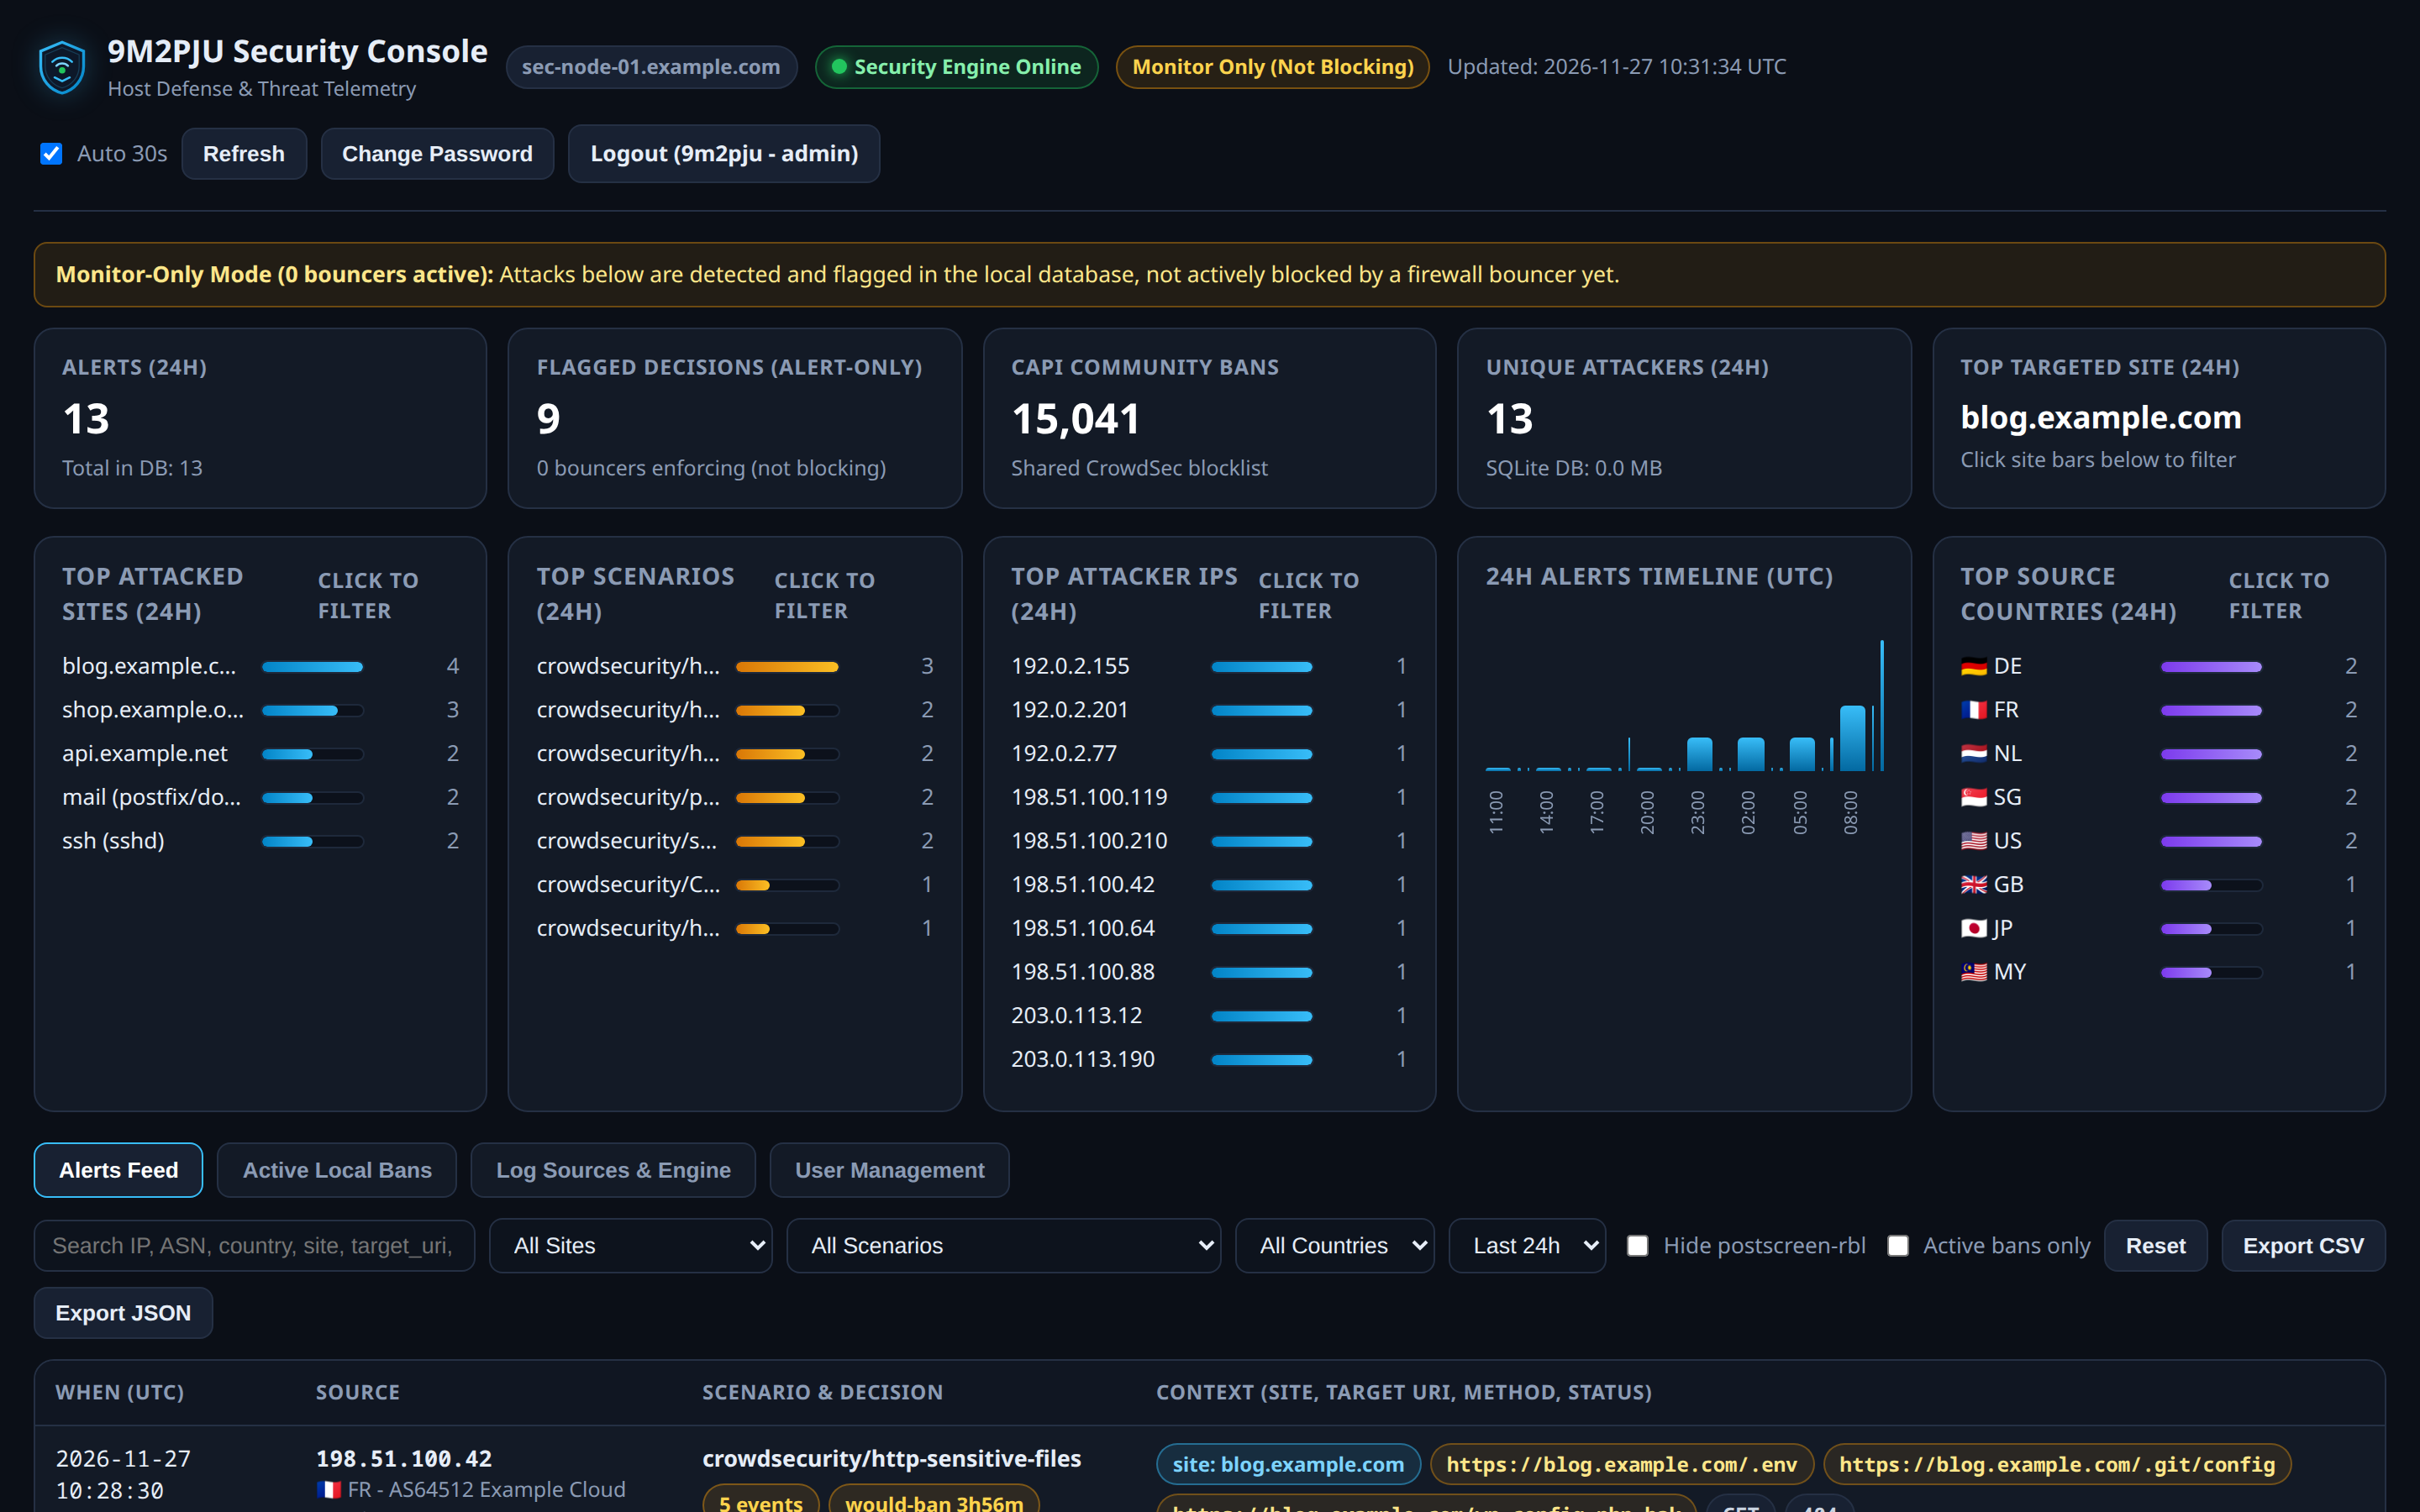 9M2PJU Security Console
Host Defense & Threat Telemetry
sec-node-01.example.com
Security Engine Online
Monitor Only (Not Blocking)
Updated: 2026-11-27 10:31:34 UTC
Auto 30s
Refresh
Change Password
Logout (9m2pju - admin)
Monitor-Only Mode (0 bouncers active): Attacks below are detected and flagged in the local database, not actively blocked by a firewall bouncer yet.
ALERTS (24H)
13
Total in DB: 13
FLAGGED DECISIONS (ALERT-ONLY)
9
0 bouncers enforcing (not blocking)
CAPI COMMUNITY BANS
15,041
Shared CrowdSec blocklist
UNIQUE ATTACKERS (24H)
13
SQLite DB: 0.0 MB
TOP TARGETED SITE (24H)
blog.example.com
Click site bars below to filter
TOP ATTACKED
SITES (24H)
CLICK TO
FILTER
blog.example.c... 4
shop.example.o... 3
api.example.net 2
mail (postfix/do... 2
ssh (sshd) 2
TOP SCENARIOS
(24H)
CLICK TO
FILTER
crowdsecurity/h... 3
crowdsecurity/h... 2
crowdsecurity/h... 2
crowdsecurity/p... 2
crowdsecurity/s... 2
crowdsecurity/C... 1
crowdsecurity/h... 1
TOP ATTACKER IPS
(24H)
CLICK TO
FILTER
192.0.2.155 1
192.0.2.201 1
192.0.2.77 1
198.51.100.119 1
198.51.100.210 1
198.51.100.42 1
198.51.100.64 1
198.51.100.88 1
203.0.113.12 1
203.0.113.190 1
24H ALERTS TIMELINE (UTC)
11:00
14:00
17:00
20:00
23:00
02:00
05:00
08:00
TOP SOURCE
COUNTRIES (24H)
CLICK TO
FILTER
DE 2
FR 2
NL 2
SG 2
US 2
GB 1
JP 1
MY 1
Alerts Feed
Active Local Bans
Log Sources & Engine
User Management
Search IP, ASN, country, site, target_uri,
All Sites
All Scenarios
All Countries
Last 24h
Hide postscreen-rbl
Active bans only
Reset
Export CSV
Export JSON
WHEN (UTC)
SOURCE
SCENARIO & DECISION
CONTEXT (SITE, TARGET URI, METHOD, STATUS)
2026-11-27
10:28:30
198.51.100.42
FR - AS64512 Example Cloud
crowdsecurity/http-sensitive-files
5 events
would-ban 3h56m
site: blog.example.com
https://blog.example.com/.env
https://blog.example.com/.git/config